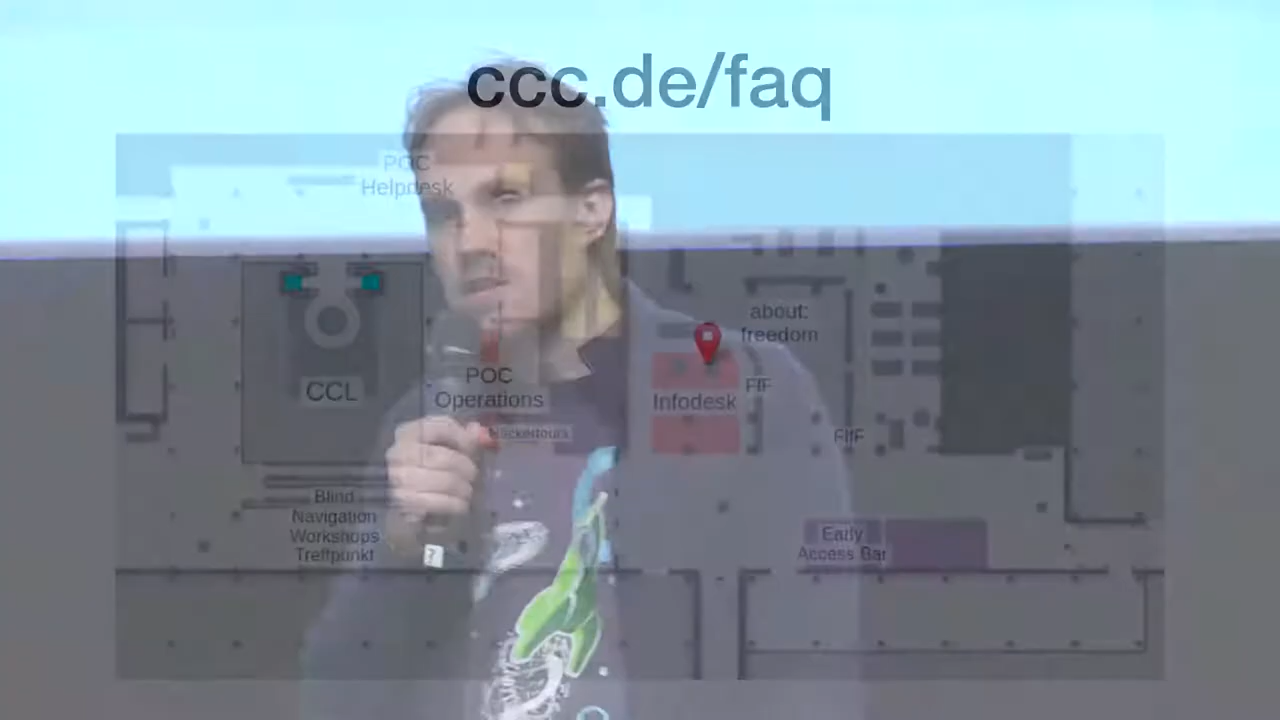 ccc.de/faq
POC
Helpdesk
about:
freedom
POC
Operations
CCL
Infodesk
FIfF
Hackertours
FIfF
Blind
Navigation
Workshops
Treffpunkt
Early
Access Bar